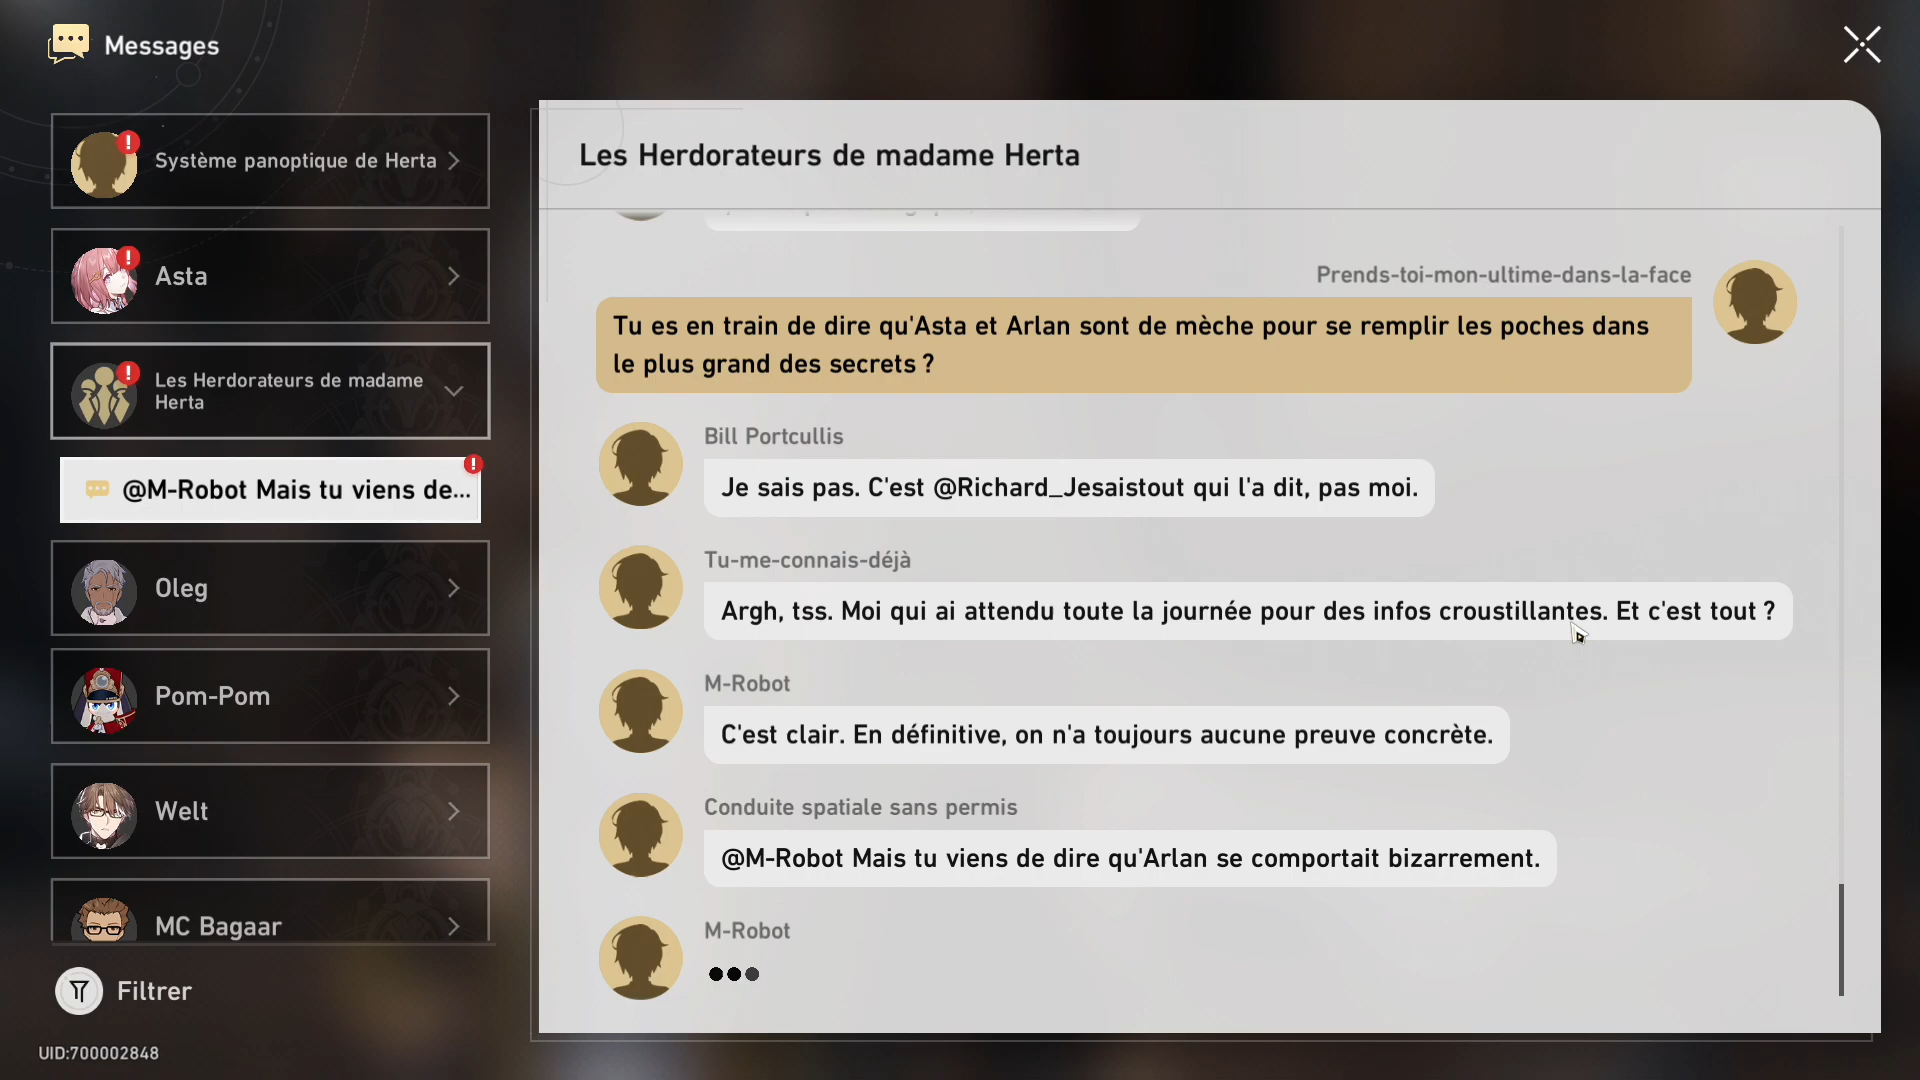 Messages
Système panoptique de Herta
Asta
Les Herdorateurs de madame
Herta
@M-Robot Mais tu viens de...
Oleg
Pom-Pom
Welt
MC Bagaar
Filtrer
UID:700002848
Les Herdorateurs de madame Herta
Prends-toi-mon-ultime-dans-la-face
Tu es en train de dire qu'Asta et Arlan sont de mèche pour se remplir les poches dans
le plus grand des secrets ?
Bill Portcullis
Je sais pas. C'est @Richard_Jesaistout qui l'a dit, pas moi.
Tu-me-connais-déjà
Argh, tss. Moi qui ai attendu toute la journée pour des infos croustillantes. Et c'est tout ?
M-Robot
C'est clair. En définitive, on n'a toujours aucune preuve concrète.
Conduite spatiale sans permis
@M-Robot Mais tu viens de dire qu'Arlan se comportait bizarrement.
M-Robot